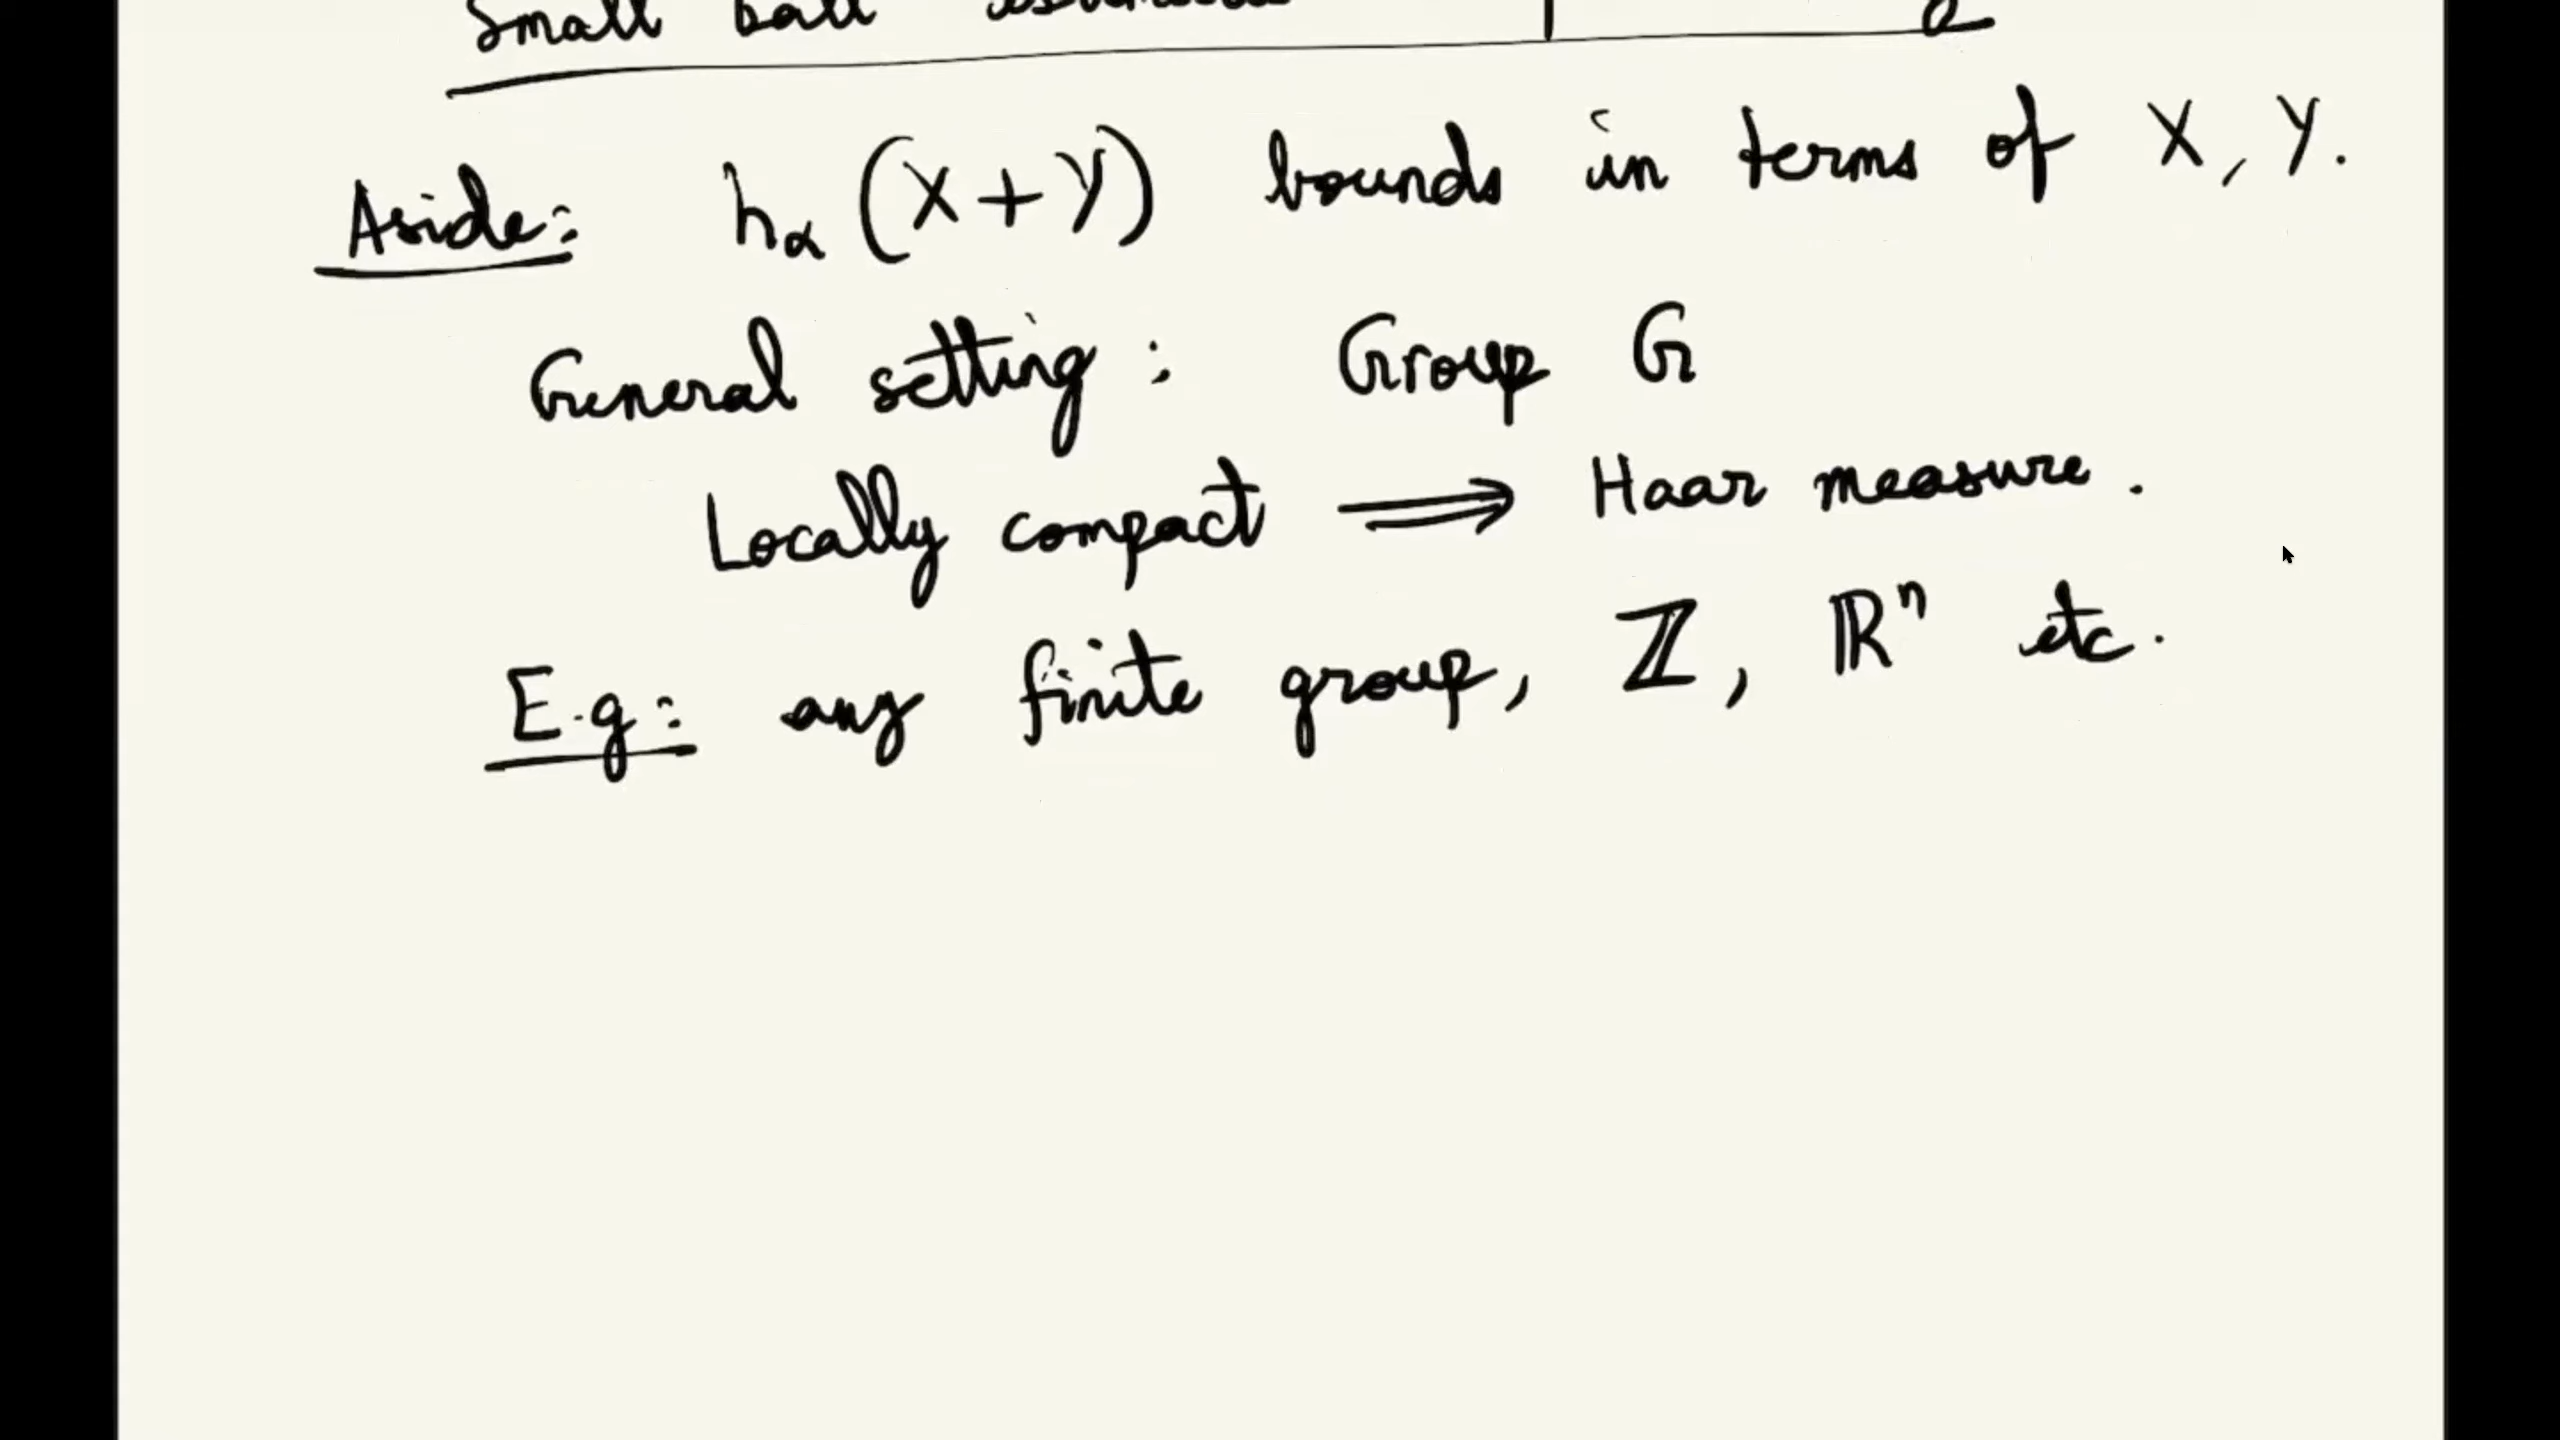 Small ball
Aside: hα (X+Y) bounds in terms of X, Y.
General setting: Group G
Locally compact ⟹ Haar measure.
E.g: any finite group, ℤ, ℝⁿ etc.